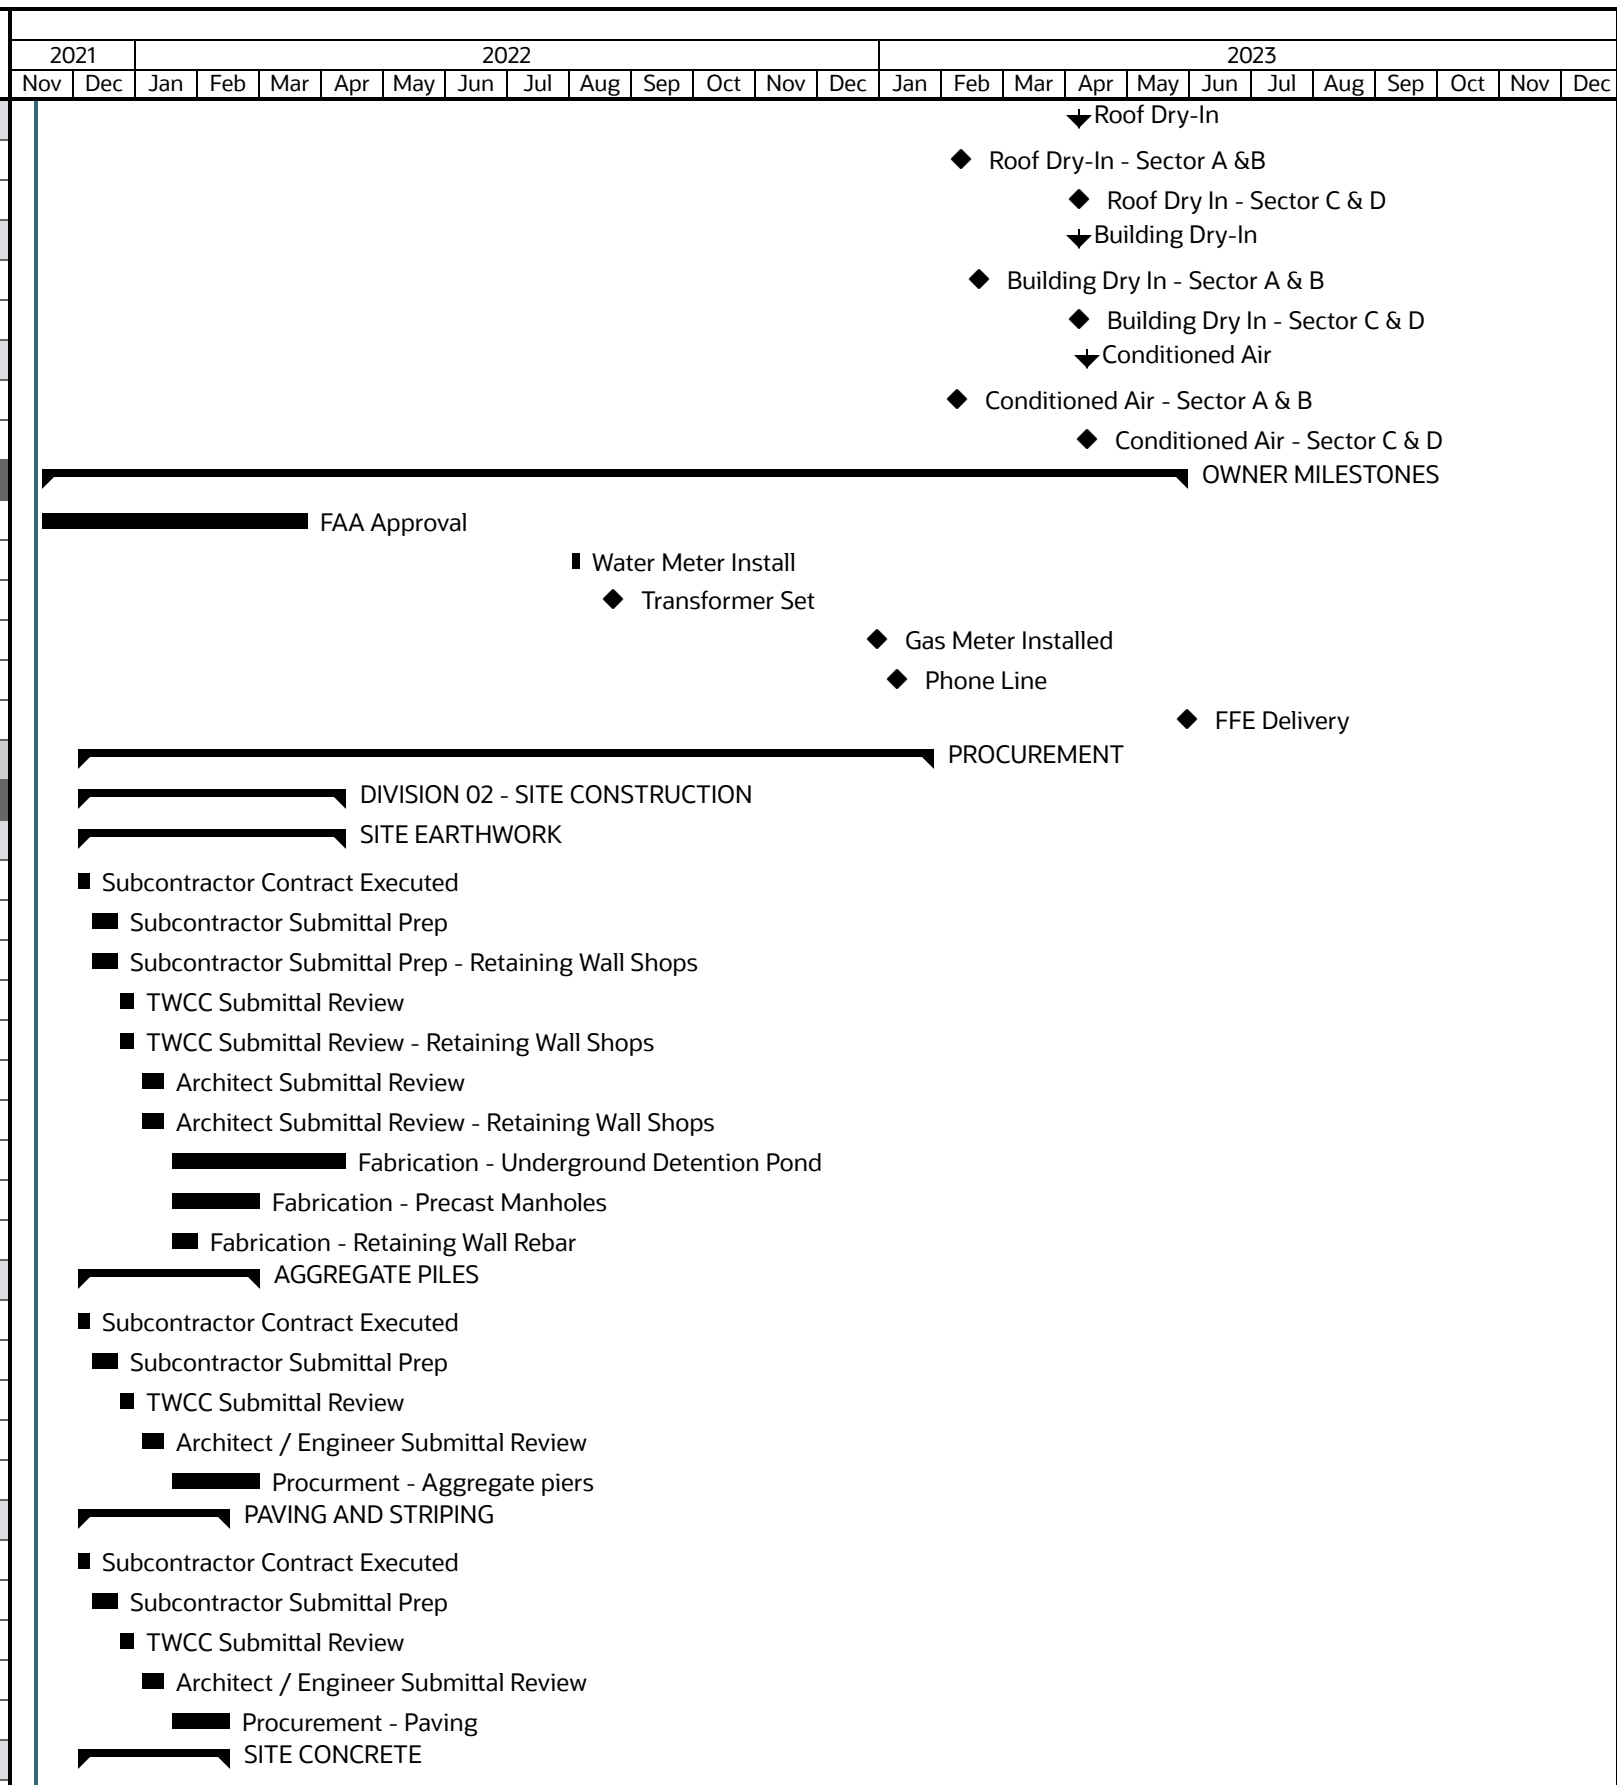 2021 2022 2023
Nov Dec Jan Feb Mar Apr May Jun Jul Aug Sep Oct Nov Dec Jan Feb Mar Apr May Jun Jul Aug Sep Oct Nov Dec
Roof Dry-In
Roof Dry-In - Sector A &B
Roof Dry In - Sector C & D
Building Dry-In
Building Dry In - Sector A & B
Building Dry In - Sector C & D
Conditioned Air
Conditioned Air - Sector A & B
Conditioned Air - Sector C & D
OWNER MILESTONES
FAA Approval
Water Meter Install
Transformer Set
Gas Meter Installed
Phone Line
FFE Delivery
PROCUREMENT
DIVISION 02 - SITE CONSTRUCTION
SITE EARTHWORK
Subcontractor Contract Executed
Subcontractor Submittal Prep
Subcontractor Submittal Prep - Retaining Wall Shops
TWCC Submittal Review
TWCC Submittal Review - Retaining Wall Shops
Architect Submittal Review
Architect Submittal Review - Retaining Wall Shops
Fabrication - Underground Detention Pond
Fabrication - Precast Manholes
Fabrication - Retaining Wall Rebar
AGGREGATE PILES
Subcontractor Contract Executed
Subcontractor Submittal Prep
TWCC Submittal Review
Architect / Engineer Submittal Review
Procurment - Aggregate piers
PAVING AND STRIPING
Subcontractor Contract Executed
Subcontractor Submittal Prep
TWCC Submittal Review
Architect / Engineer Submittal Review
Procurement - Paving
SITE CONCRETE